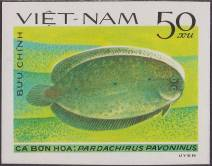 VIỆT-NAM
50
XU
BƯU CHÍNH
CÁ BƠN HOA: PARDACHIRUS PAVONINUS